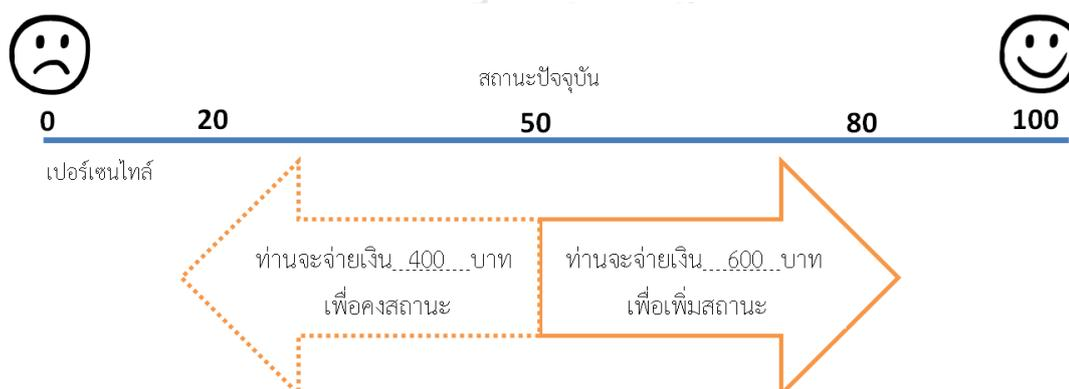 สถานะปัจจุบัน
0 20 50 80 100
เปอร์เซนไทล์
ท่านจะจ่ายเงิน 400 บาท
เพื่อคงสถานะ
ท่านจะจ่ายเงิน 600 บาท
เพื่อเพิ่มสถานะ